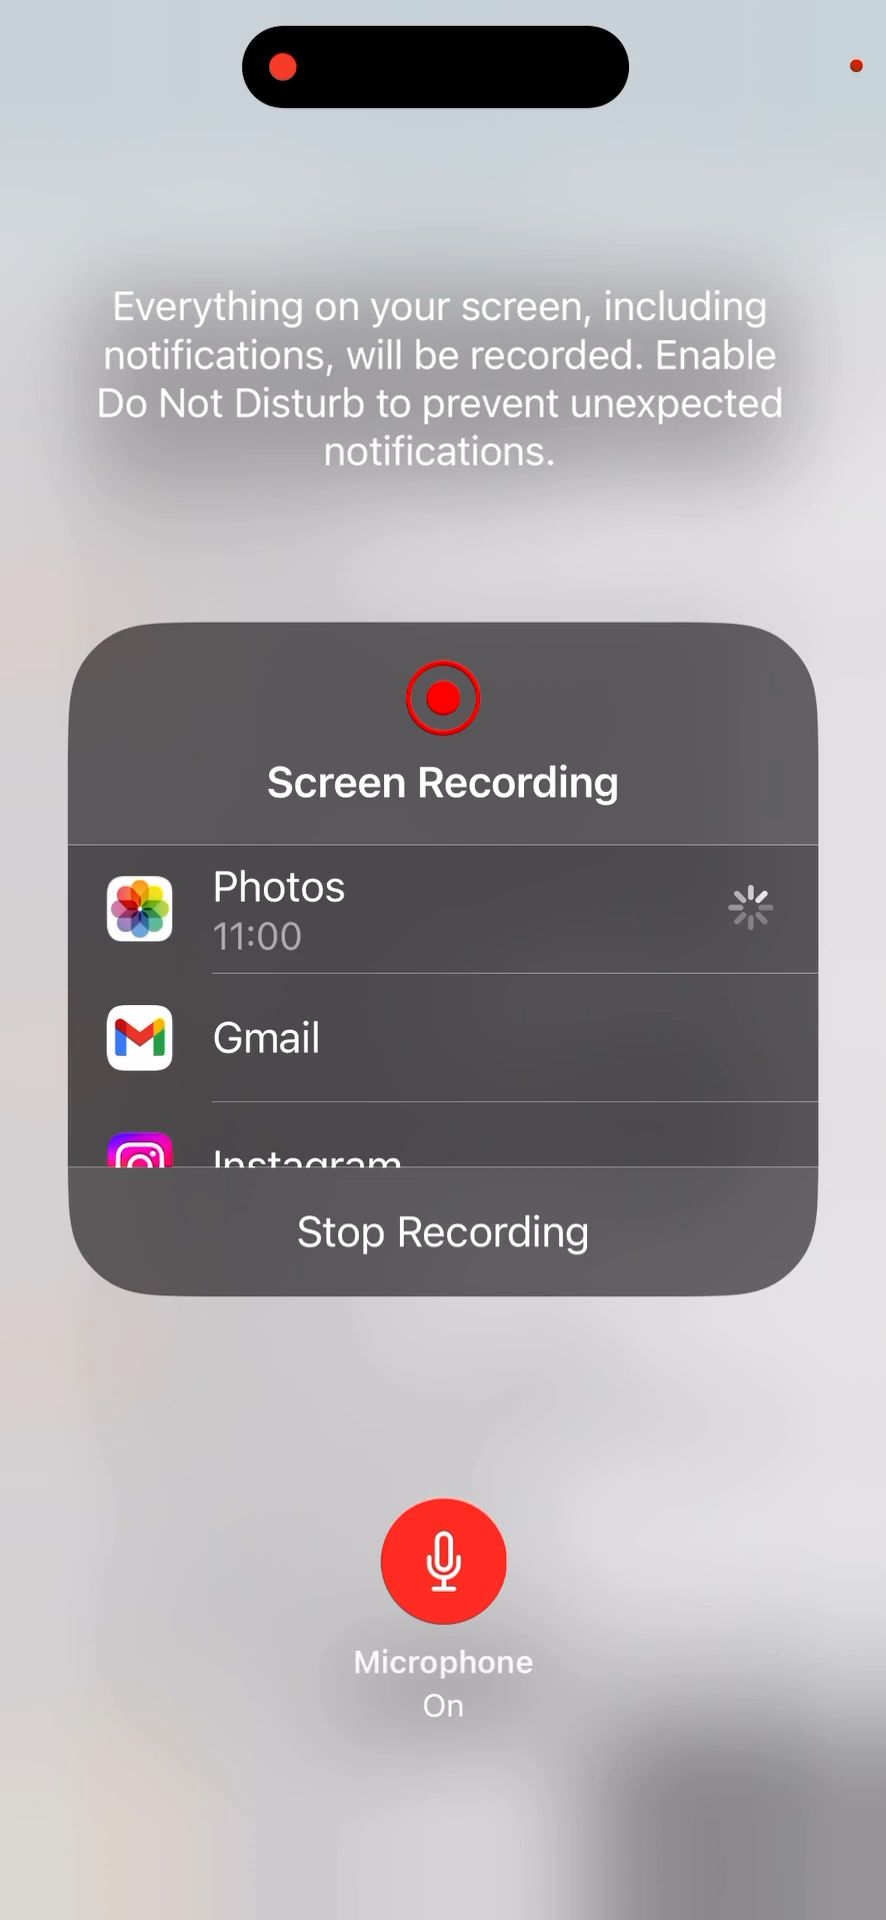 Everything on your screen, including
notifications, will be recorded. Enable
Do Not Disturb to prevent unexpected
notifications.
Screen Recording
Photos
11:00
Gmail
Instagram
Stop Recording
Microphone
On